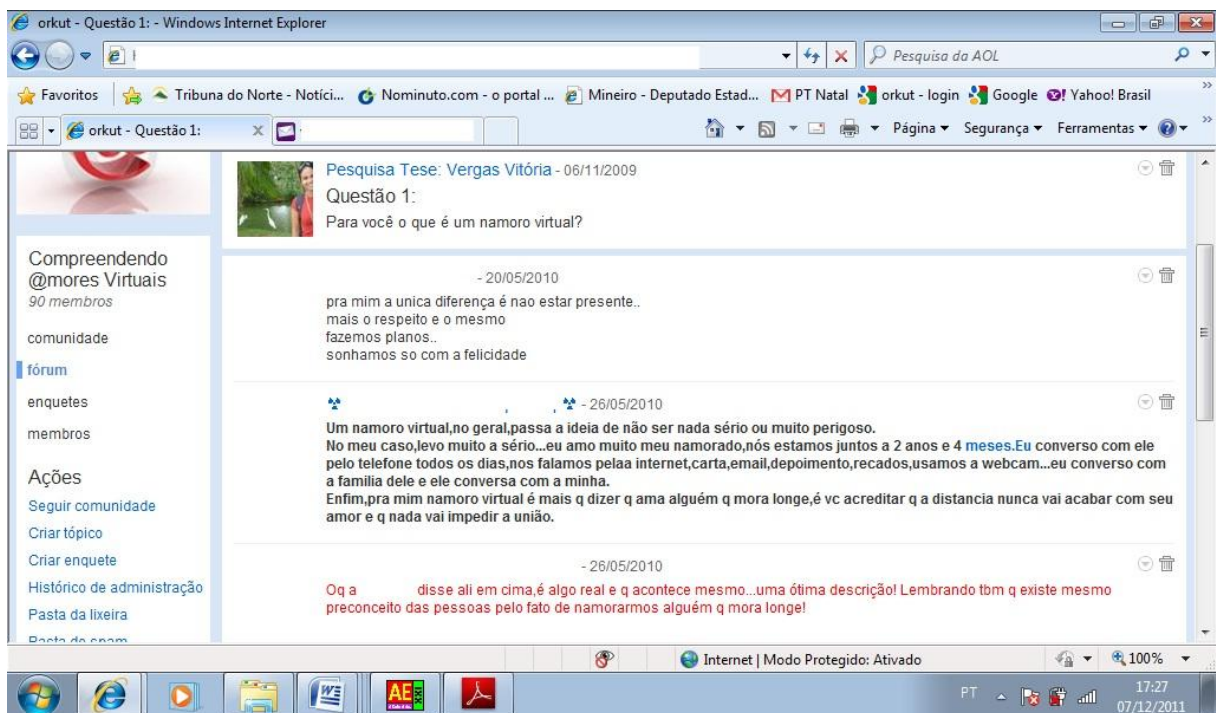 orkut - Questão 1: - Windows Internet Explorer
Pesquisa da AOL
Favoritos Tribuna do Norte - Notíci... Nominuto.com - o portal ... Mineiro - Deputado Estad... PT Natal orkut - login Google Yahoo! Brasil
orkut - Questão 1: Página Segurança Ferramentas
Pesquisa Tese: Vergas Vitória - 06/11/2009
Questão 1:
Para você o que é um namoro virtual?
Compreendendo
@mores Virtuais
90 membros
comunidade
fórum
enquetes
membros
Ações
Seguir comunidade
Criar tópico
Criar enquete
Histórico de administração
Pasta da lixeira
Pasta de spam
- 20/05/2010
pra mim a unica diferença é nao estar presente..
mais o respeito e o mesmo
fazemos planos..
sonhamos so com a felicidade
- 26/05/2010
Um namoro virtual,no geral,passa a ideia de não ser nada sério ou muito perigoso.
No meu caso,levo muito a sério...eu amo muito meu namorado,nós estamos juntos a 2 anos e 4 meses.Eu converso com ele
pelo telefone todos os dias,nos falamos pelaa internet,carta,email,depoimento,recados,usamos a webcam...eu converso com
a familia dele e ele conversa com a minha.
Enfim,pra mim namoro virtual é mais q dizer q ama alguém q mora longe,é vc acreditar q a distancia nunca vai acabar com seu
amor e q nada vai impedir a união.
- 26/05/2010
Oq a disse ali em cima,é algo real e q acontece mesmo...uma ótima descrição! Lembrando tbm q existe mesmo
preconceito das pessoas pelo fato de namorarmos alguém q mora longe!
Internet | Modo Protegido: Ativado 100%
AE PT 17:27
07/12/2011